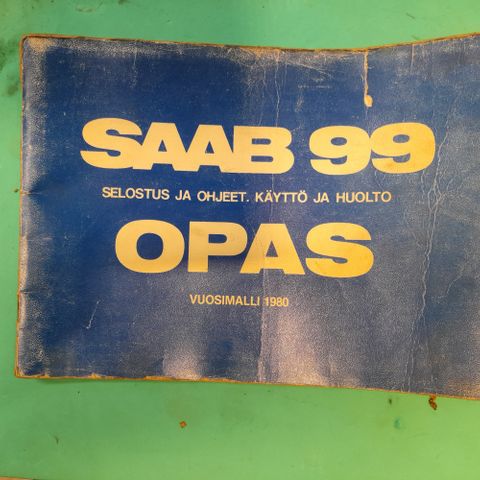 SAAB 99
SELOSTUS JA OHJEET. KÄYTTÖ JA HUOLTO
OPAS
VUOSIMALLI 1980